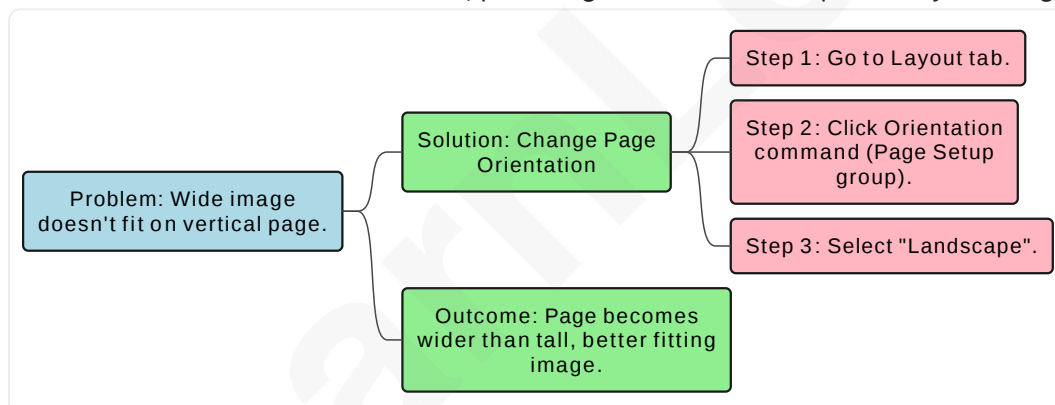 Problem: Wide image
doesn't fit on vertical page.
Solution: Change Page
Orientation
Step 1: Go to Layout tab.
Step 2: Click Orientation
command (Page Setup
group).
Step 3: Select "Landscape".
Outcome: Page becomes
wider than tall, better fitting
image.